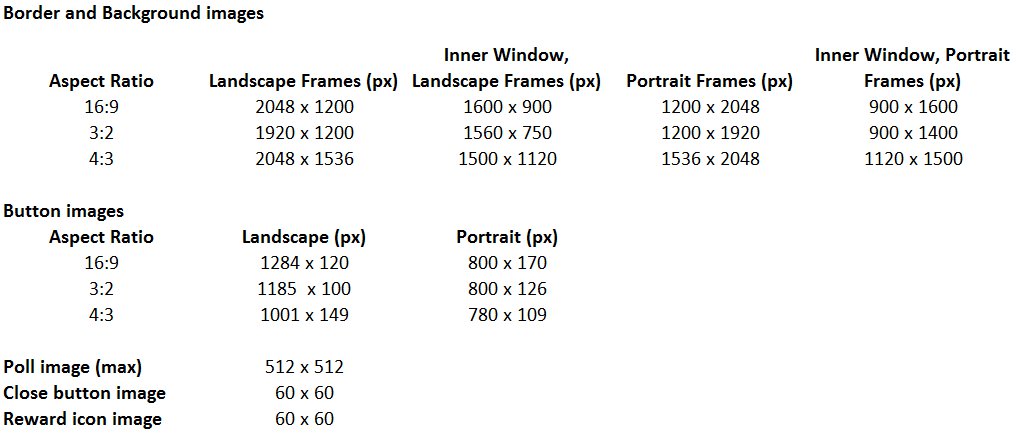 Border and Background images
Inner Window, Inner Window, Portrait
Aspect Ratio Landscape Frames (px) Landscape Frames (px) Portrait Frames (px) Frames (px)
16:9 2048 x 1200 1600 x 900 1200 x 2048 900 x 1600
3:2 1920 x 1200 1560 x 750 1200 x 1920 900 x 1400
4:3 2048 x 1536 1500 x 1120 1536 x 2048 1120 x 1500
Button images
Aspect Ratio Landscape (px) Portrait (px)
16:9 1284 x 120 800 x 170
3:2 1185  x 100 800 x 126
4:3 1001 x 149 780 x 109
Poll image (max) 512 x 512
Close button image 60 x 60
Reward icon image 60 x 60